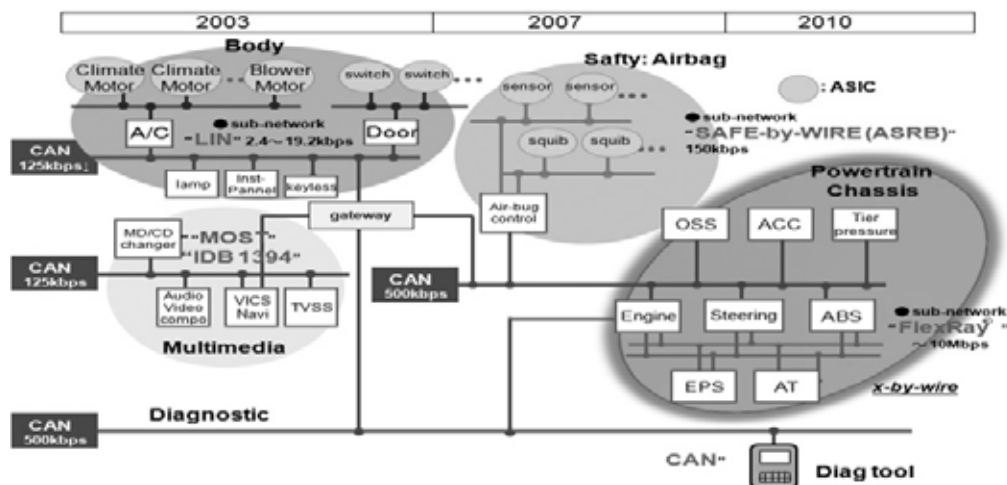 2003
2007
2010
Body
Climate
Motor
Climate
Motor
Blower
Motor
switch
switch
Safty: Airbag
sensor
sensor
: ASIC
A/C
sub-network
"LIN" 2.4～19.2kbps
Door
squib
squib
sub-network
"SAFE-by-WIRE (ASRB)"
150kbps
CAN
125kbps
lamp
Inst-
Pannel
keyless
Powertrain
Chassis
gateway
Air-bug
control
OSS
ACC
Tier
pressure
MD/CD
changer
"MOST"
"IDB 1394"
CAN
125kbps
CAN
500kbps
Audio
Video
compo
VICS
Navi
TVSS
Multimedia
Engine
Steering
ABS
sub-network
"FlexRay® "
～10Mbps
EPS
AT
x-by-wire
Diagnostic
CAN
500kbps
CAN"
Diag tool